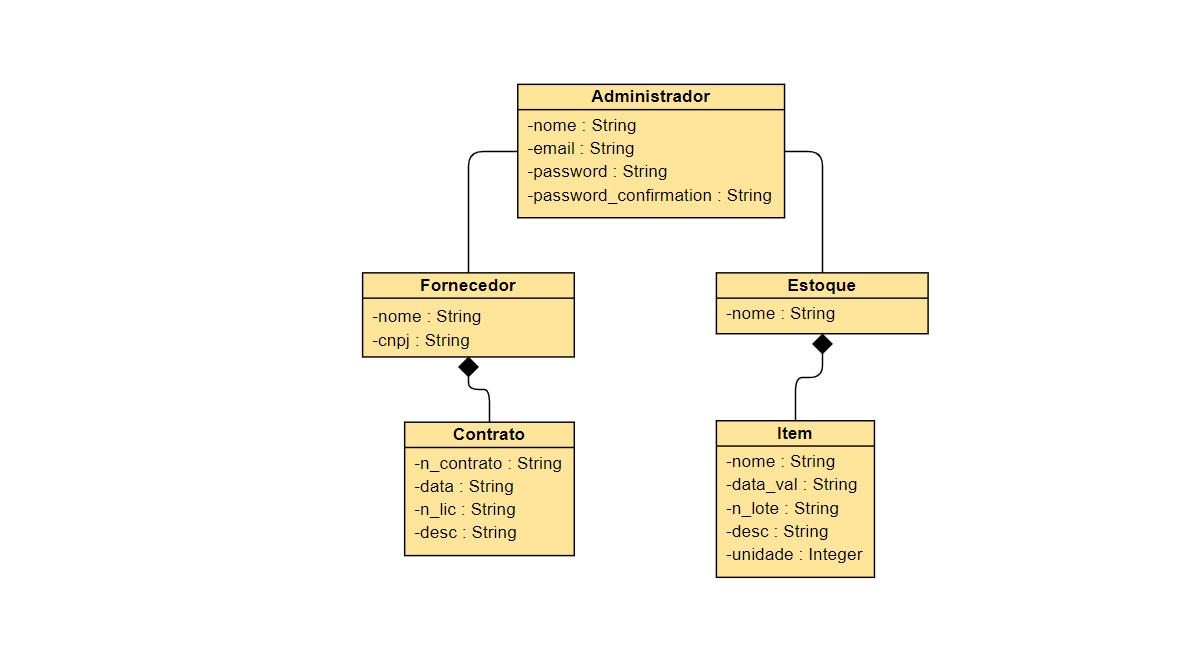 Administrador
-nome : String
-email : String
-password : String
-password_confirmation : String
Fornecedor
-nome : String
-cnpj : String
Estoque
-nome : String
Contrato
-n_contrato : String
-data : String
-n_lic : String
-desc : String
Item
-nome : String
-data_val : String
-n_lote : String
-desc : String
-unidade : Integer